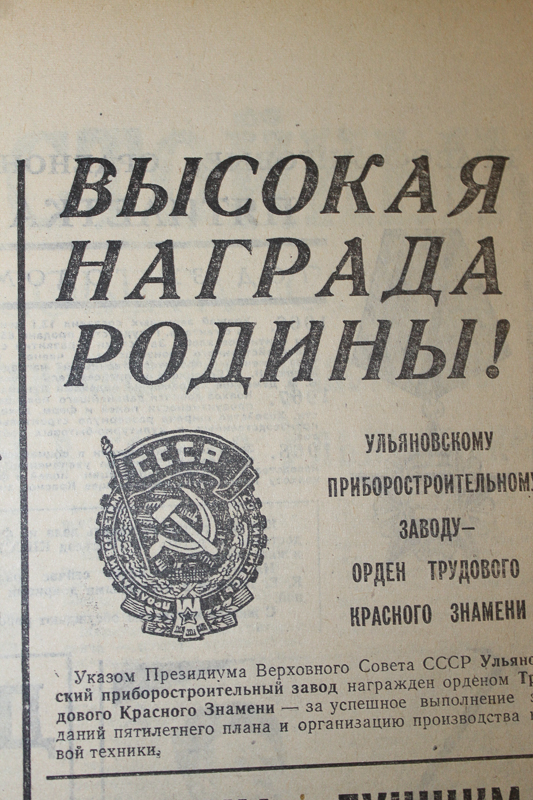 ВЫСОКАЯ
НАГРАДА
РОДИНЫ!
СССР
УЛЬЯНОВСКОМУ
ПРИБОРОСТРОИТЕЛЬНОМУ
ЗАВОДУ—
ОРДЕН ТРУДОВОГО
КРАСНОГО ЗНАМЕНИ
Указом Президиума Верховного Совета СССР Ульянов-
ский приборостроительный завод награжден орденом Тр
дового Красного Знамени — за успешное выполнение
даний пятилетнего плана и организацию производства
вой техники.